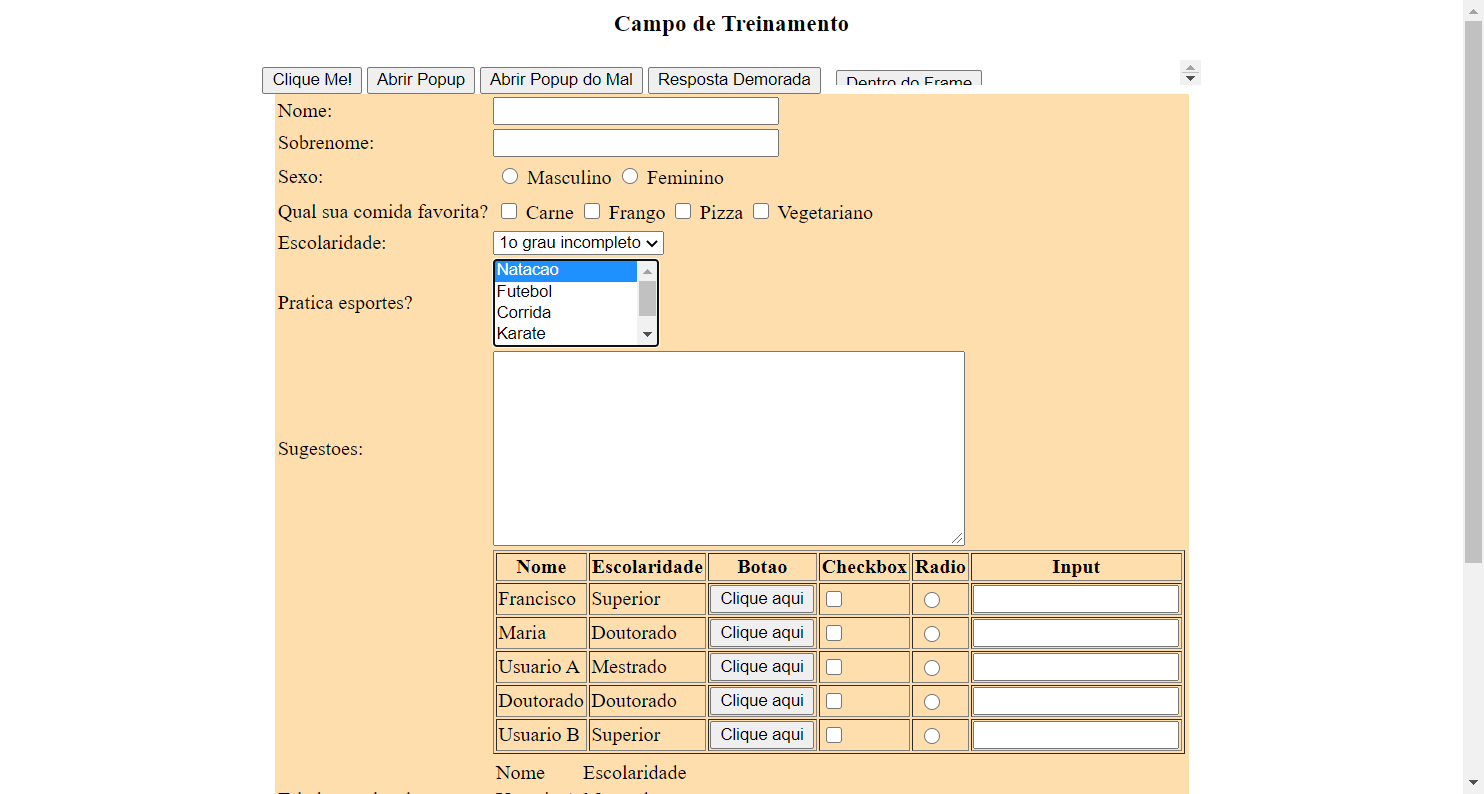 Campo de Treinamento
Clique Me! Abrir Popup Abrir Popup do Mal Resposta Demorada Dentro do Frame
Nome:
Sobrenome:
Sexo: Masculino Feminino
Qual sua comida favorita? Carne Frango Pizza Vegetariano
Escolaridade: 1o grau incompleto
Natacao
Futebol
Pratica esportes?
Corrida
Karate
Sugestoes:
Nome Escolaridade Botao Checkbox Radio Input
Francisco Superior Clique aqui
Maria Doutorado Clique aqui
Usuario A Mestrado Clique aqui
Doutorado Doutorado Clique aqui
Usuario B Superior Clique aqui
Nome Escolaridade